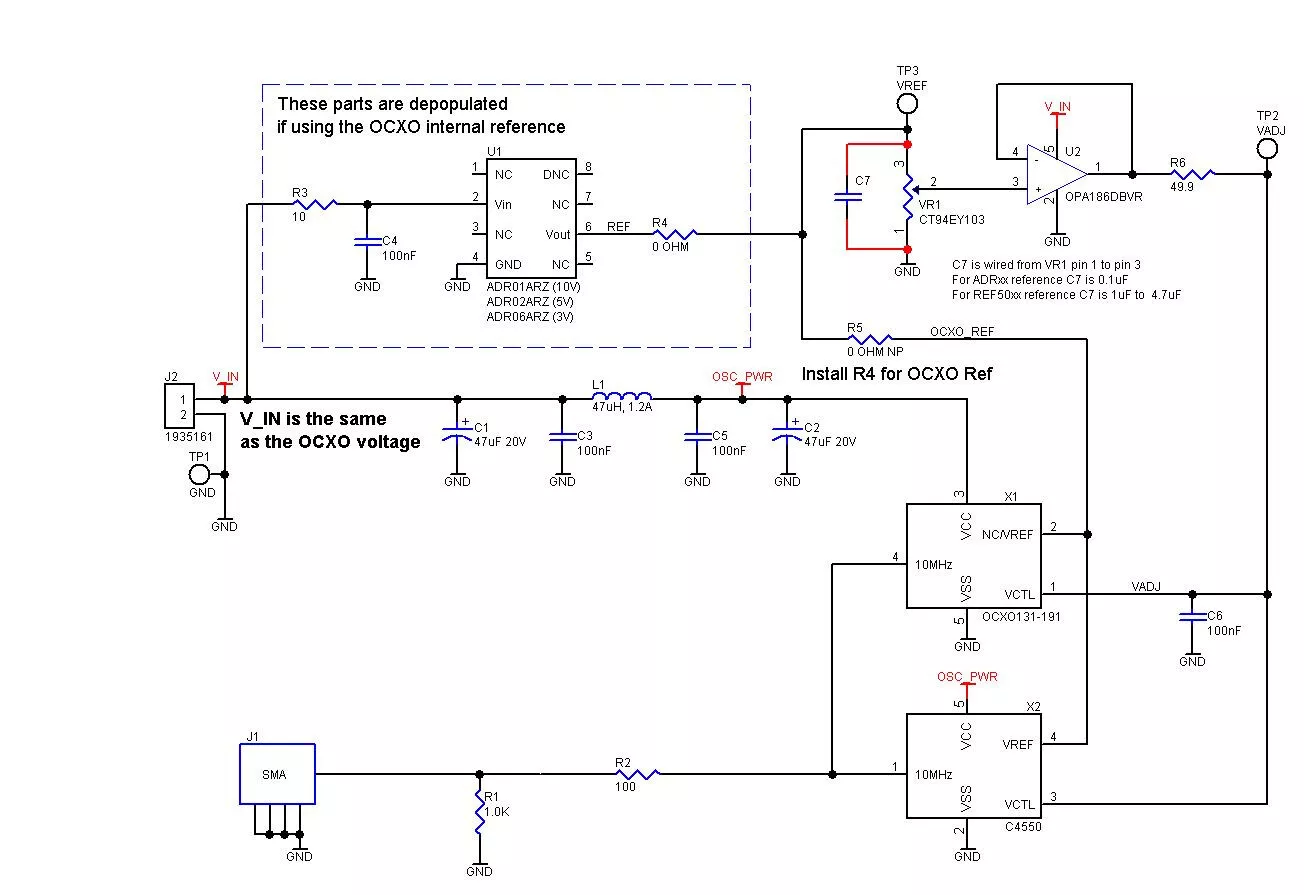 These parts are depopulated
if using the OCXO internal reference
U1
1 NC DNC 8
2 Vin NC 7
3 NC Vout 6
4 GND NC 5
ADR01ARZ (10V)
ADR02ARZ (5V)
ADR06ARZ (3V)
R3
10
C4
100nF
GND
GND
REF
R4
0 OHM
TP3
VREF
C7
3
2
1
VR1
CT94EY103
GND
V_IN
U2
4
-
5
3
+
2
1
OPA186DBVR
GND
R6
49.9
TP2
VADJ
C7 is wired from VR1 pin 1 to pin 3
For ADRxx reference C7 is 0.1uF
For REF50xx reference C7 is 1uF to 4.7uF
R5
0 OHM NP
OCXO_REF
Install R4 for OCXO Ref
J2
1
2
1935161
V_IN
V_IN is the same
as the OCXO voltage
TP1
GND
GND
+
C1
47uF 20V
GND
C3
100nF
GND
L1
47uH, 1.2A
OSC_PWR
C5
100nF
GND
+
C2
47uF 20V
GND
3
X1
VCC
NC/VREF
2
4
10MHz
VSS
VCTL
1
5
OCXO131-191
GND
VADJ
C6
100nF
GND
OSC_PWR
5
X2
VCC
VREF
4
1
10MHz
VSS
VCTL
3
2
C4550
GND
J1
SMA
GND
R1
1.0K
GND
R2
100